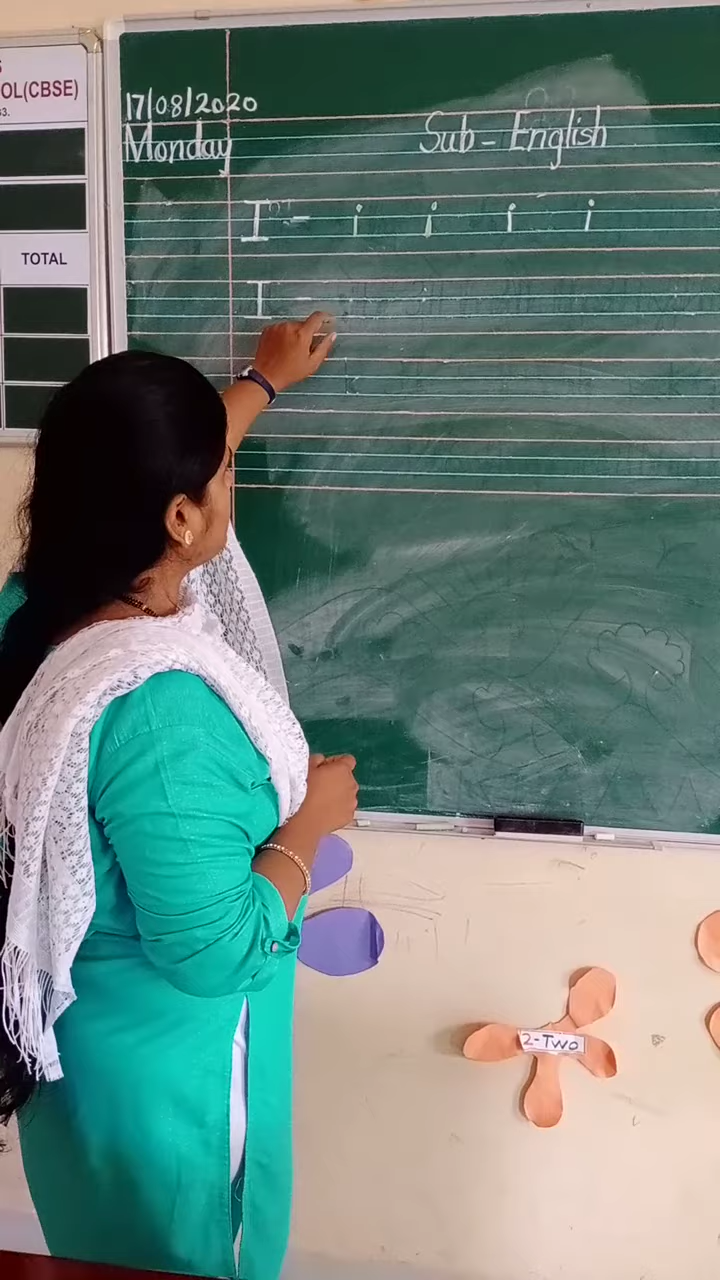 OL(CBSE)
TOTAL
17/08/2020
Monday
Sub - English
I - i i i i
I -
2-Two